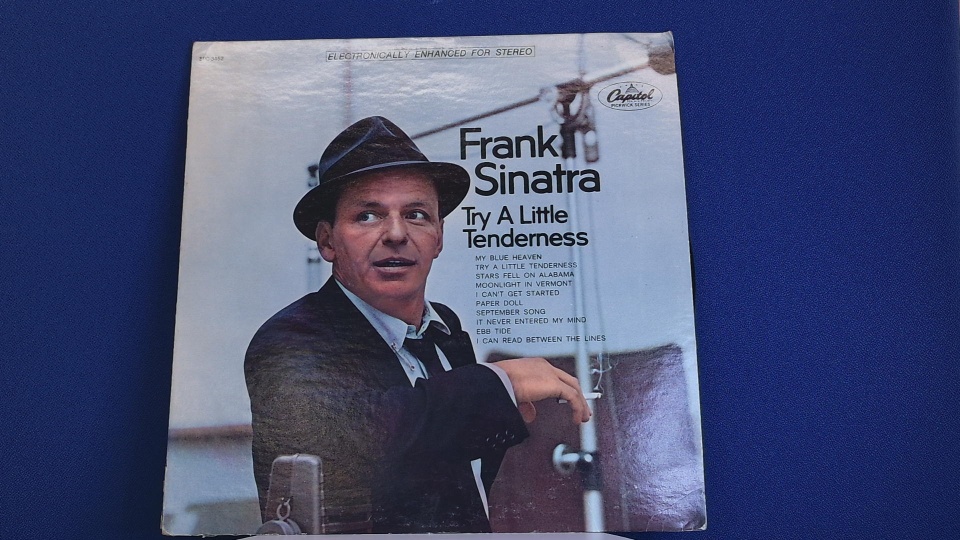 ELECTRONICALLY ENHANCED FOR STEREO
Capitol
PICKWICK SERIES
Frank
Sinatra
Try A Little
Tenderness
MY BLUE HEAVEN
TRY A LITTLE TENDERNESS
STARS FELL ON ALABAMA
MOONLIGHT IN VERMONT
I CAN'T GET STARTED
PAPER DOLL
SEPTEMBER SONG
IT NEVER ENTERED MY MIND
EBB TIDE
I CAN READ BETWEEN THE LINES